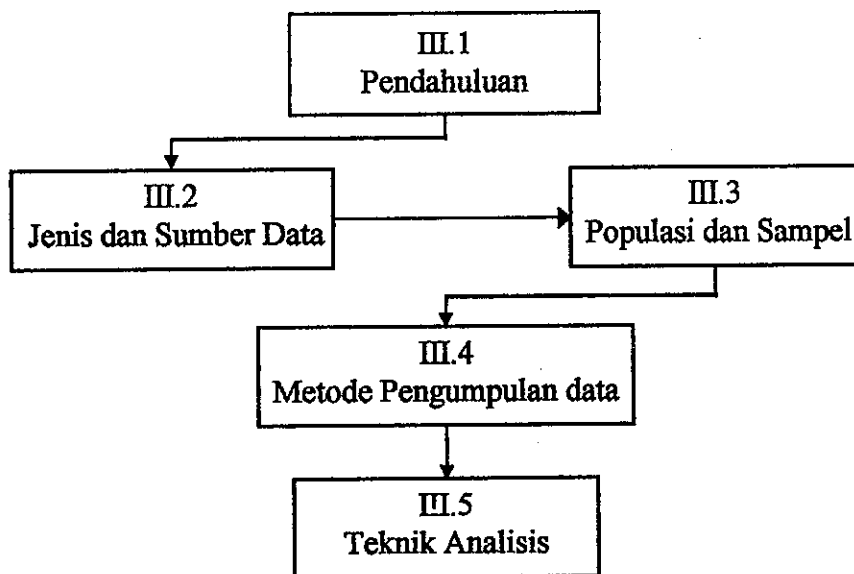 III.1
Pendahuluan
III.2
Jenis dan Sumber Data
III.3
Populasi dan Sampel
III.4
Metode Pengumpulan data
III.5
Teknik Analisis